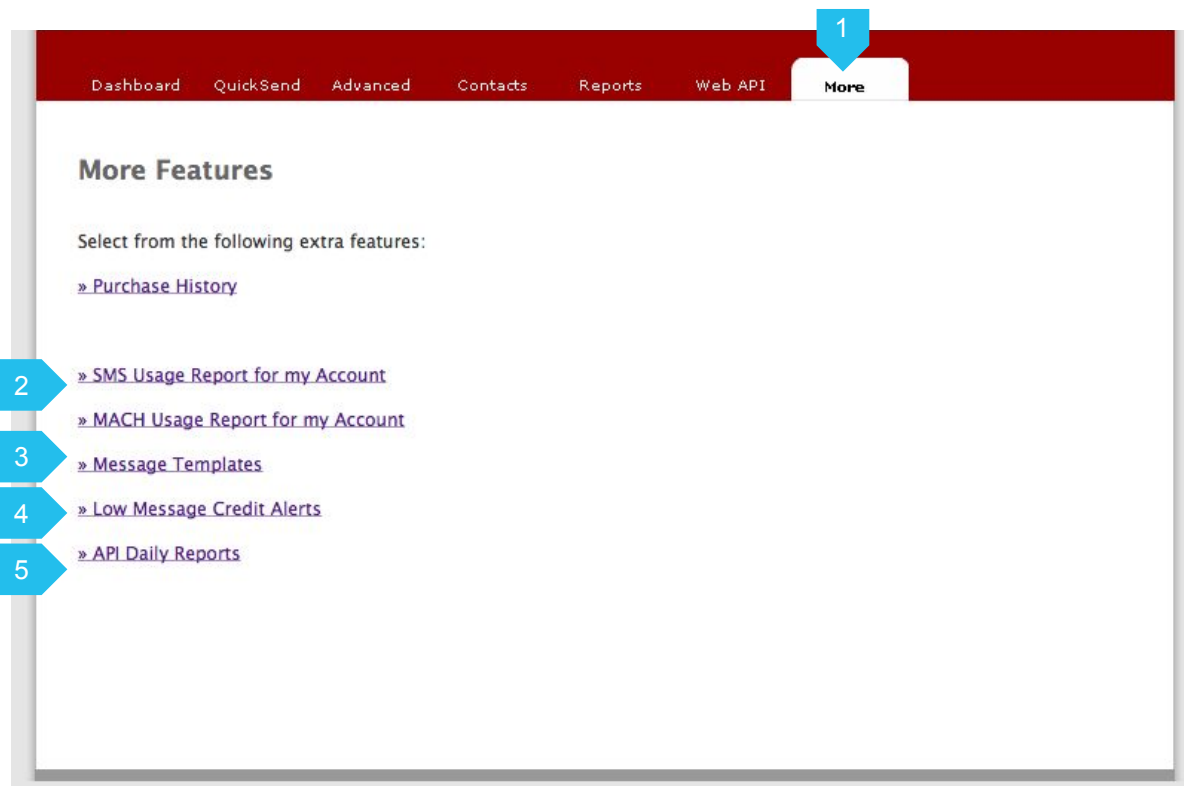 1
Dashboard QuickSend Advanced Contacts Reports Web API More
More Features
Select from the following extra features:
» Purchase History
2 » SMS Usage Report for my Account
» MACH Usage Report for my Account
3 » Message Templates
4 » Low Message Credit Alerts
5 » API Daily Reports